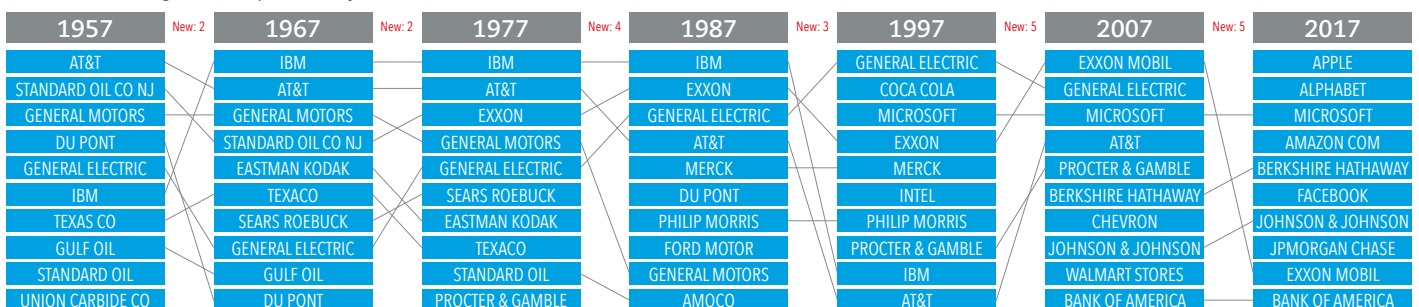 1957 New: 2 1967 New: 2 1977 New: 4 1987 New: 3 1997 New: 5 2007 New: 5 2017
AT&T IBM IBM IBM GENERAL ELECTRIC EXXON MOBIL APPLE
STANDARD OIL CO NJ AT&T AT&T EXXON COCA COLA GENERAL ELECTRIC ALPHABET
GENERAL MOTORS GENERAL MOTORS EXXON GENERAL ELECTRIC MICROSOFT MICROSOFT MICROSOFT
DU PONT STANDARD OIL CO NJ GENERAL MOTORS AT&T EXXON AT&T AMAZON COM
GENERAL ELECTRIC EASTMAN KODAK GENERAL ELECTRIC MERCK MERCK PROCTER & GAMBLE BERKSHIRE HATHAWAY
IBM TEXACO SEARS ROEBUCK DU PONT INTEL BERKSHIRE HATHAWAY FACEBOOK
TEXAS CO SEARS ROEBUCK EASTMAN KODAK PHILIP MORRIS PHILIP MORRIS CHEVRON JOHNSON & JOHNSON
GULF OIL GENERAL ELECTRIC TEXACO FORD MOTOR PROCTER & GAMBLE JOHNSON & JOHNSON JPMORGAN CHASE
STANDARD OIL GULF OIL STANDARD OIL GENERAL MOTORS IBM WALMART STORES EXXON MOBIL
UNION CARBIDE CO DU PONT PROCTER & GAMBLE AMOCO AT&T BANK OF AMERICA BANK OF AMERICA